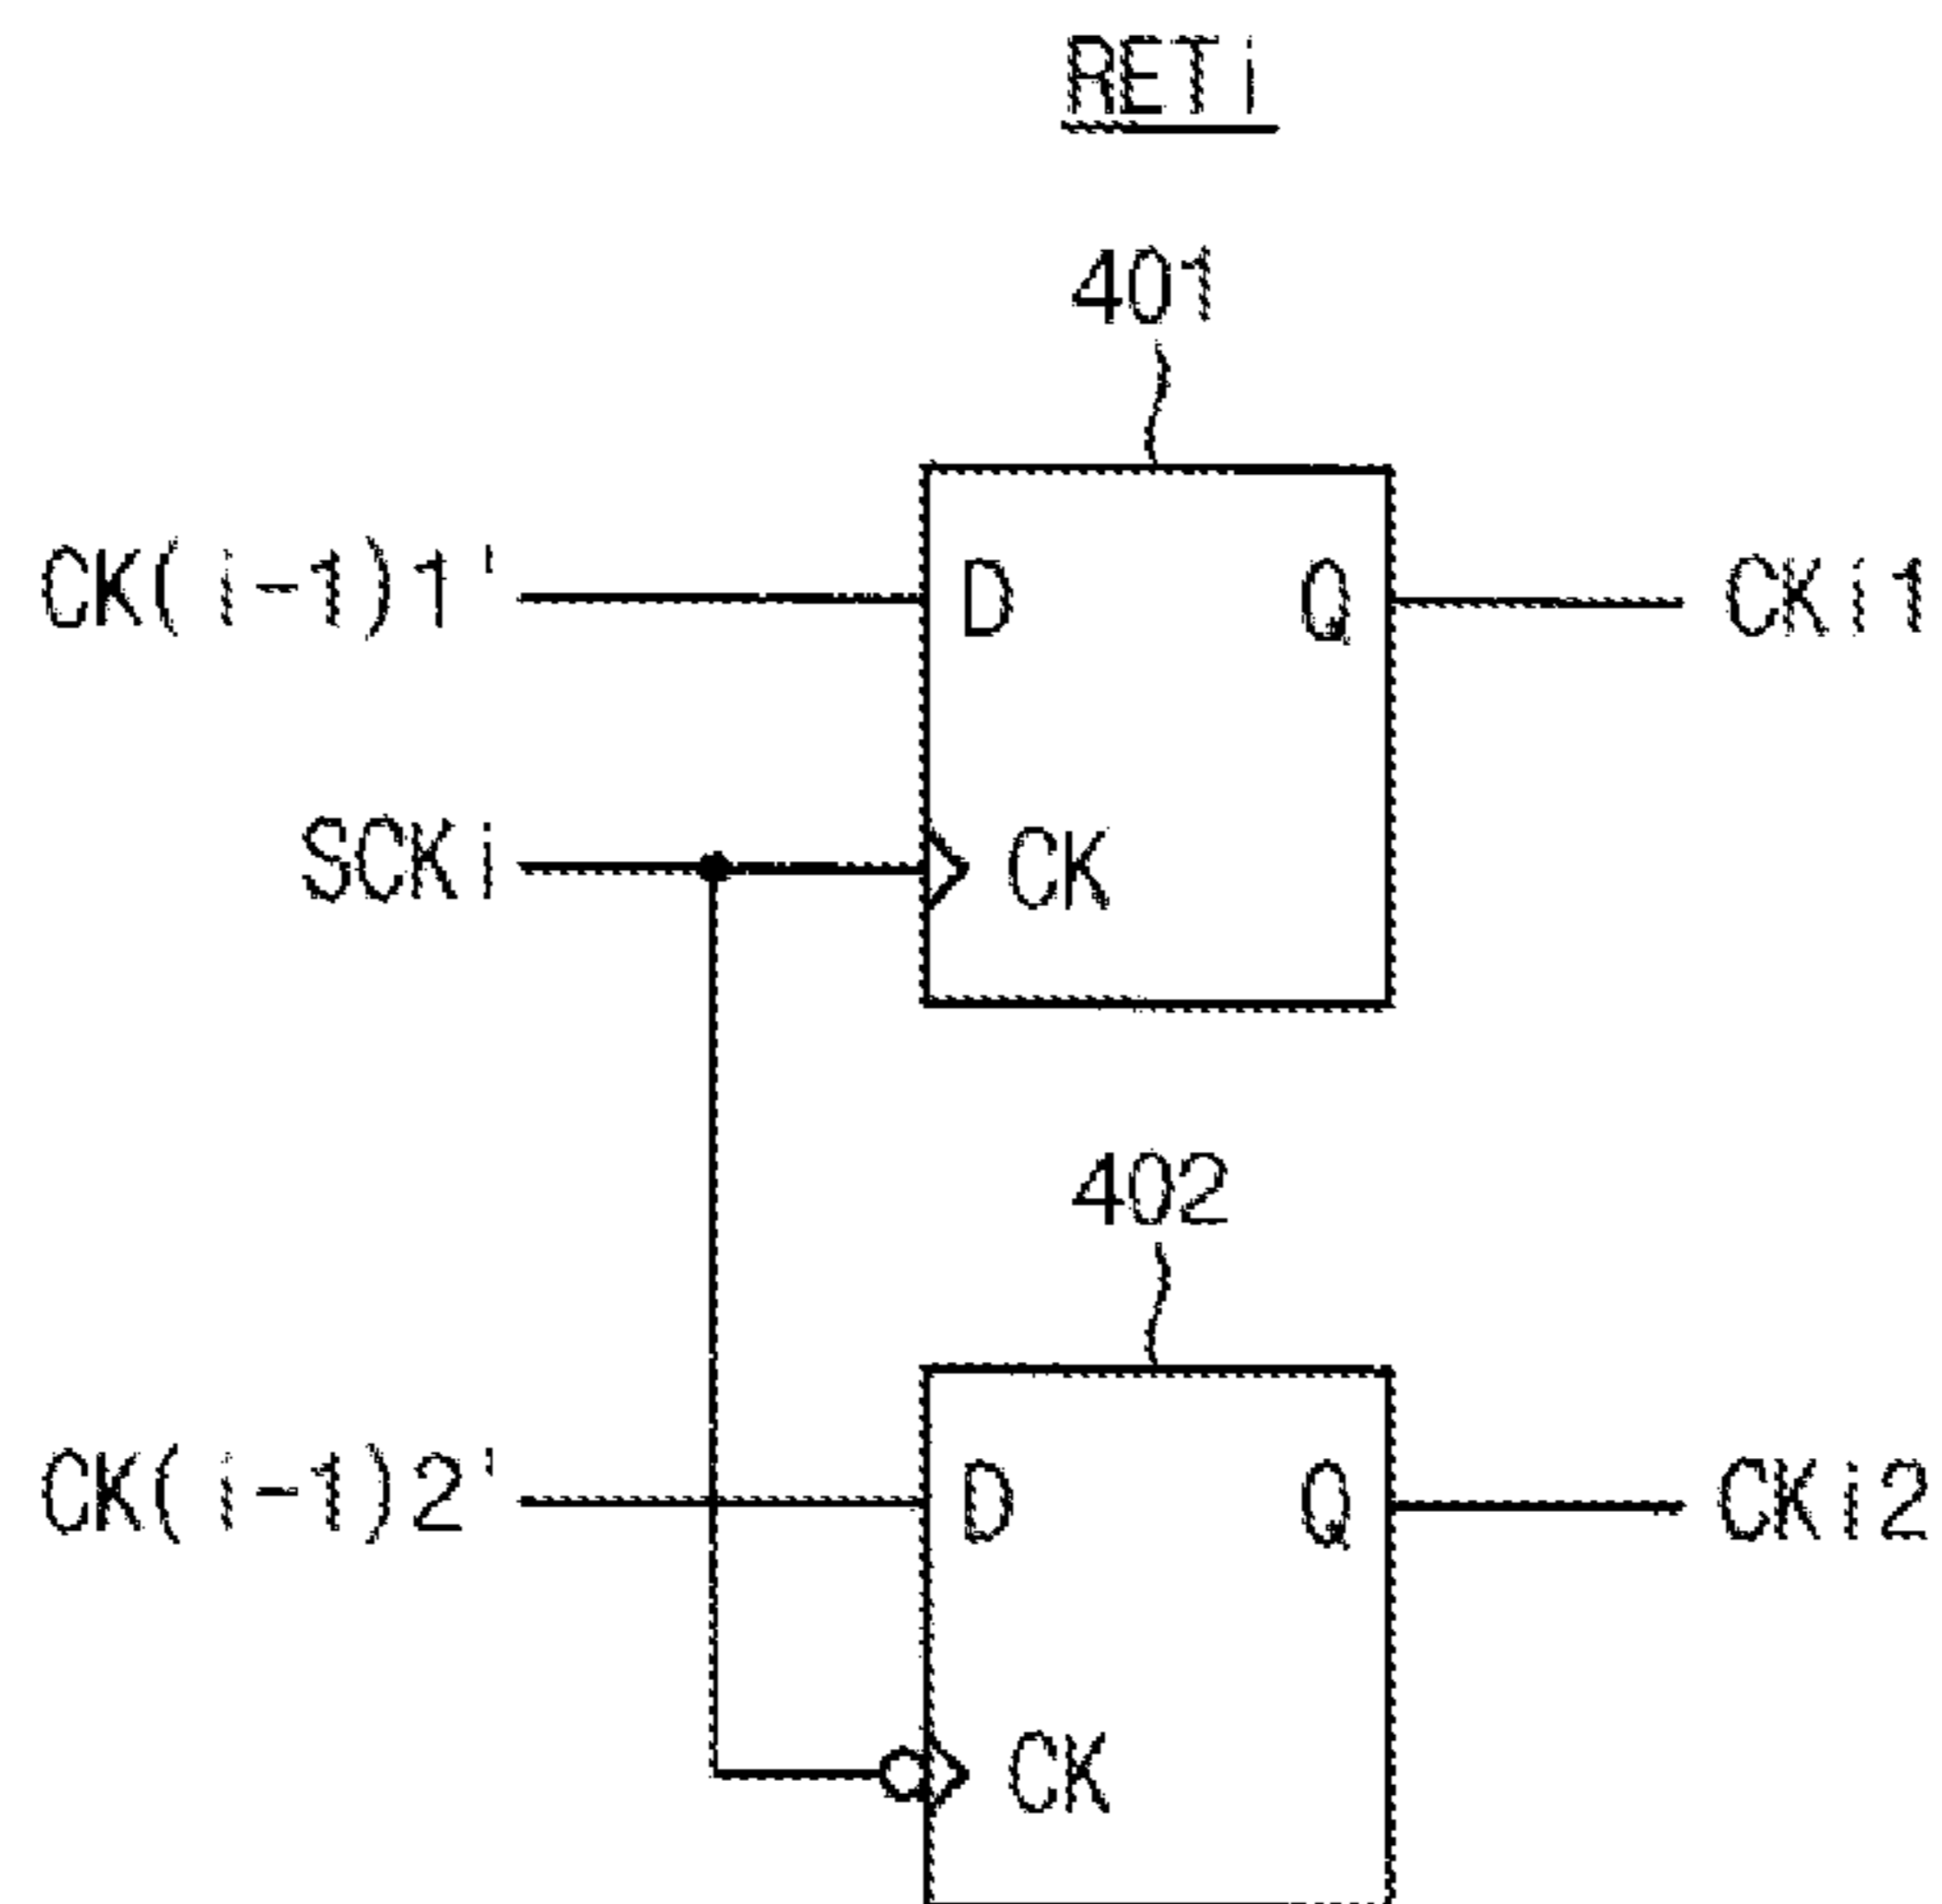 RETi
401
CK(i-1)1' D Q CKi1
SCKi CK
402
CK(i-1)2' D Q CKi2
CK